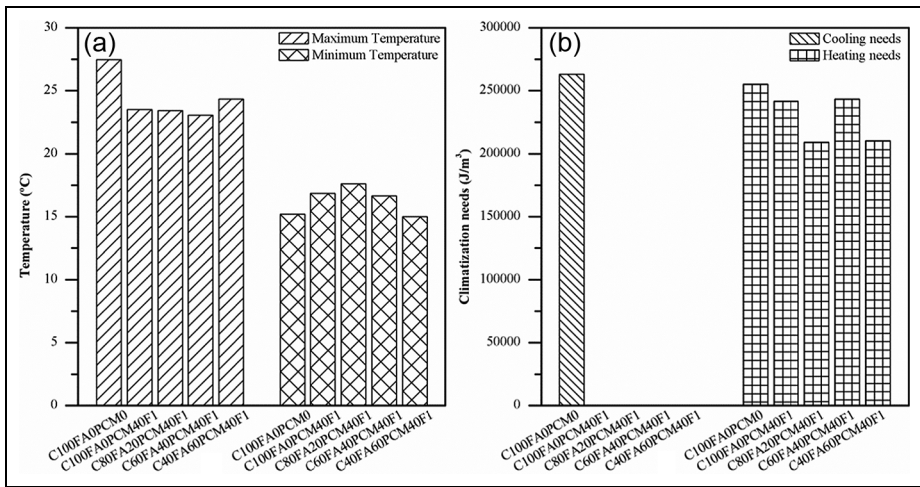 (a)
Maximum Temperature
Minimum Temperature
30
25
20
15
10
5
0
Temperature (ºC)
C100FA0PCM0
C100FA0PCM40F1
C80FA20PCM40F1
C60FA40PCM40F1
C40FA60PCM40F1
C100FA0PCM0
C100FA0PCM40F1
C80FA20PCM40F1
C60FA40PCM40F1
C40FA60PCM40F1
(b)
Cooling needs
Heating needs
300000
250000
200000
150000
100000
50000
0
Climatization needs (J/m³)
C100FA0PCM0
C100FA0PCM40F1
C80FA20PCM40F1
C60FA40PCM40F1
C40FA60PCM40F1
C100FA0PCM0
C100FA0PCM40F1
C80FA20PCM40F1
C60FA40PCM40F1
C40FA60PCM40F1